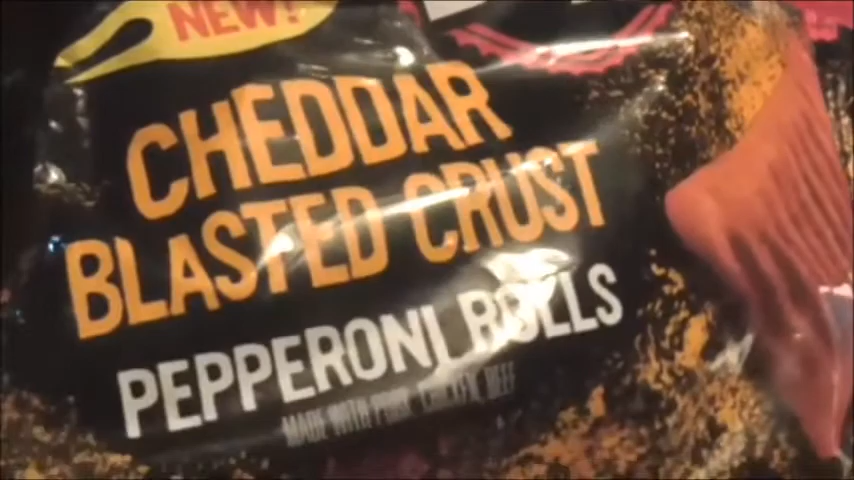 NEW!
CHEDDAR
BLASTED CRUST
PEPPERONI ROLLS
MADE WITH PORK, CHICKEN, BEEF